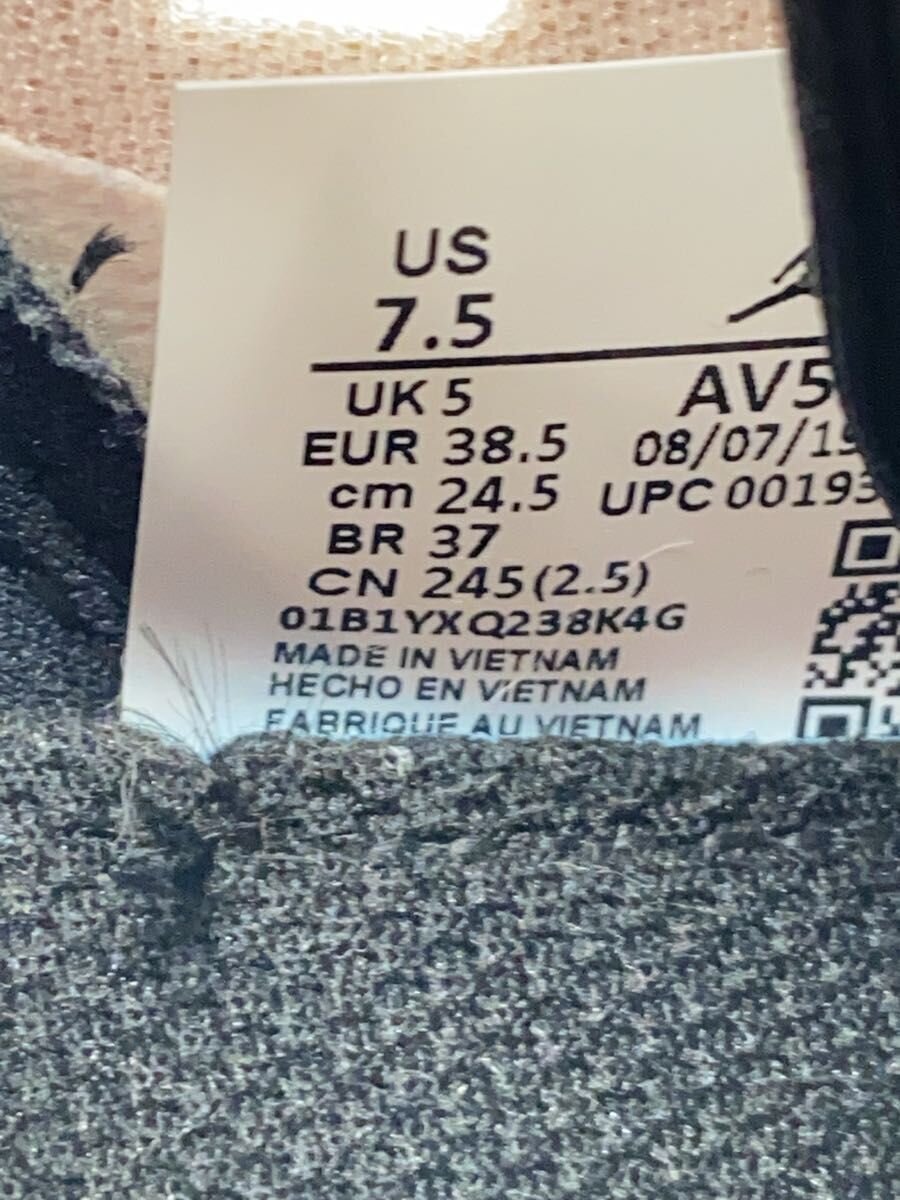 US
7.5
UK 5 AV5
EUR 38.5 08/07/19
cm 24.5 UPC 00193
BR 37
CN 245(2.5)
01B1YXQ238K4G
MADE IN VIETNAM
HECHO EN VIETNAM
FABRIQUE AU VIETNAM